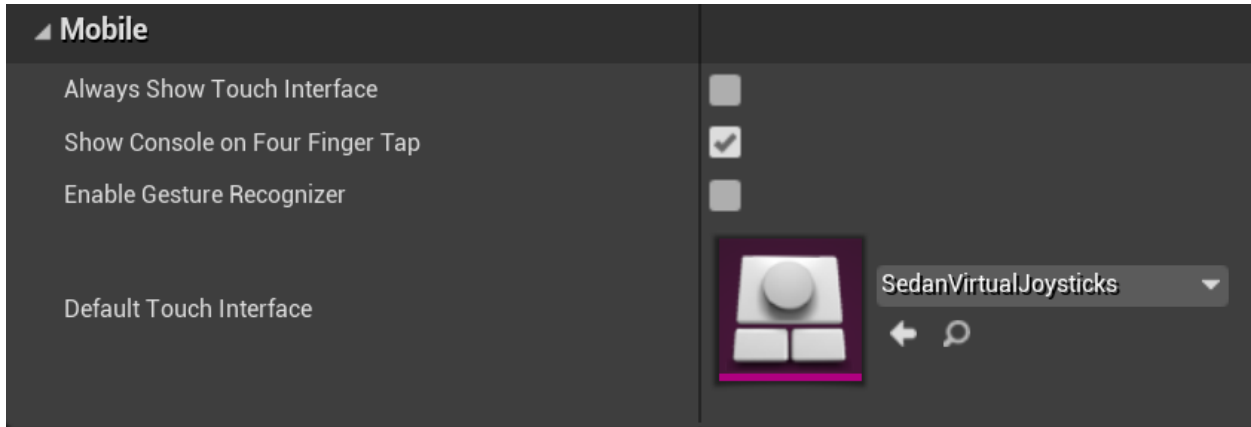 Mobile
Always Show Touch Interface
Show Console on Four Finger Tap
Enable Gesture Recognizer
Default Touch Interface
SedanVirtualJoysticks